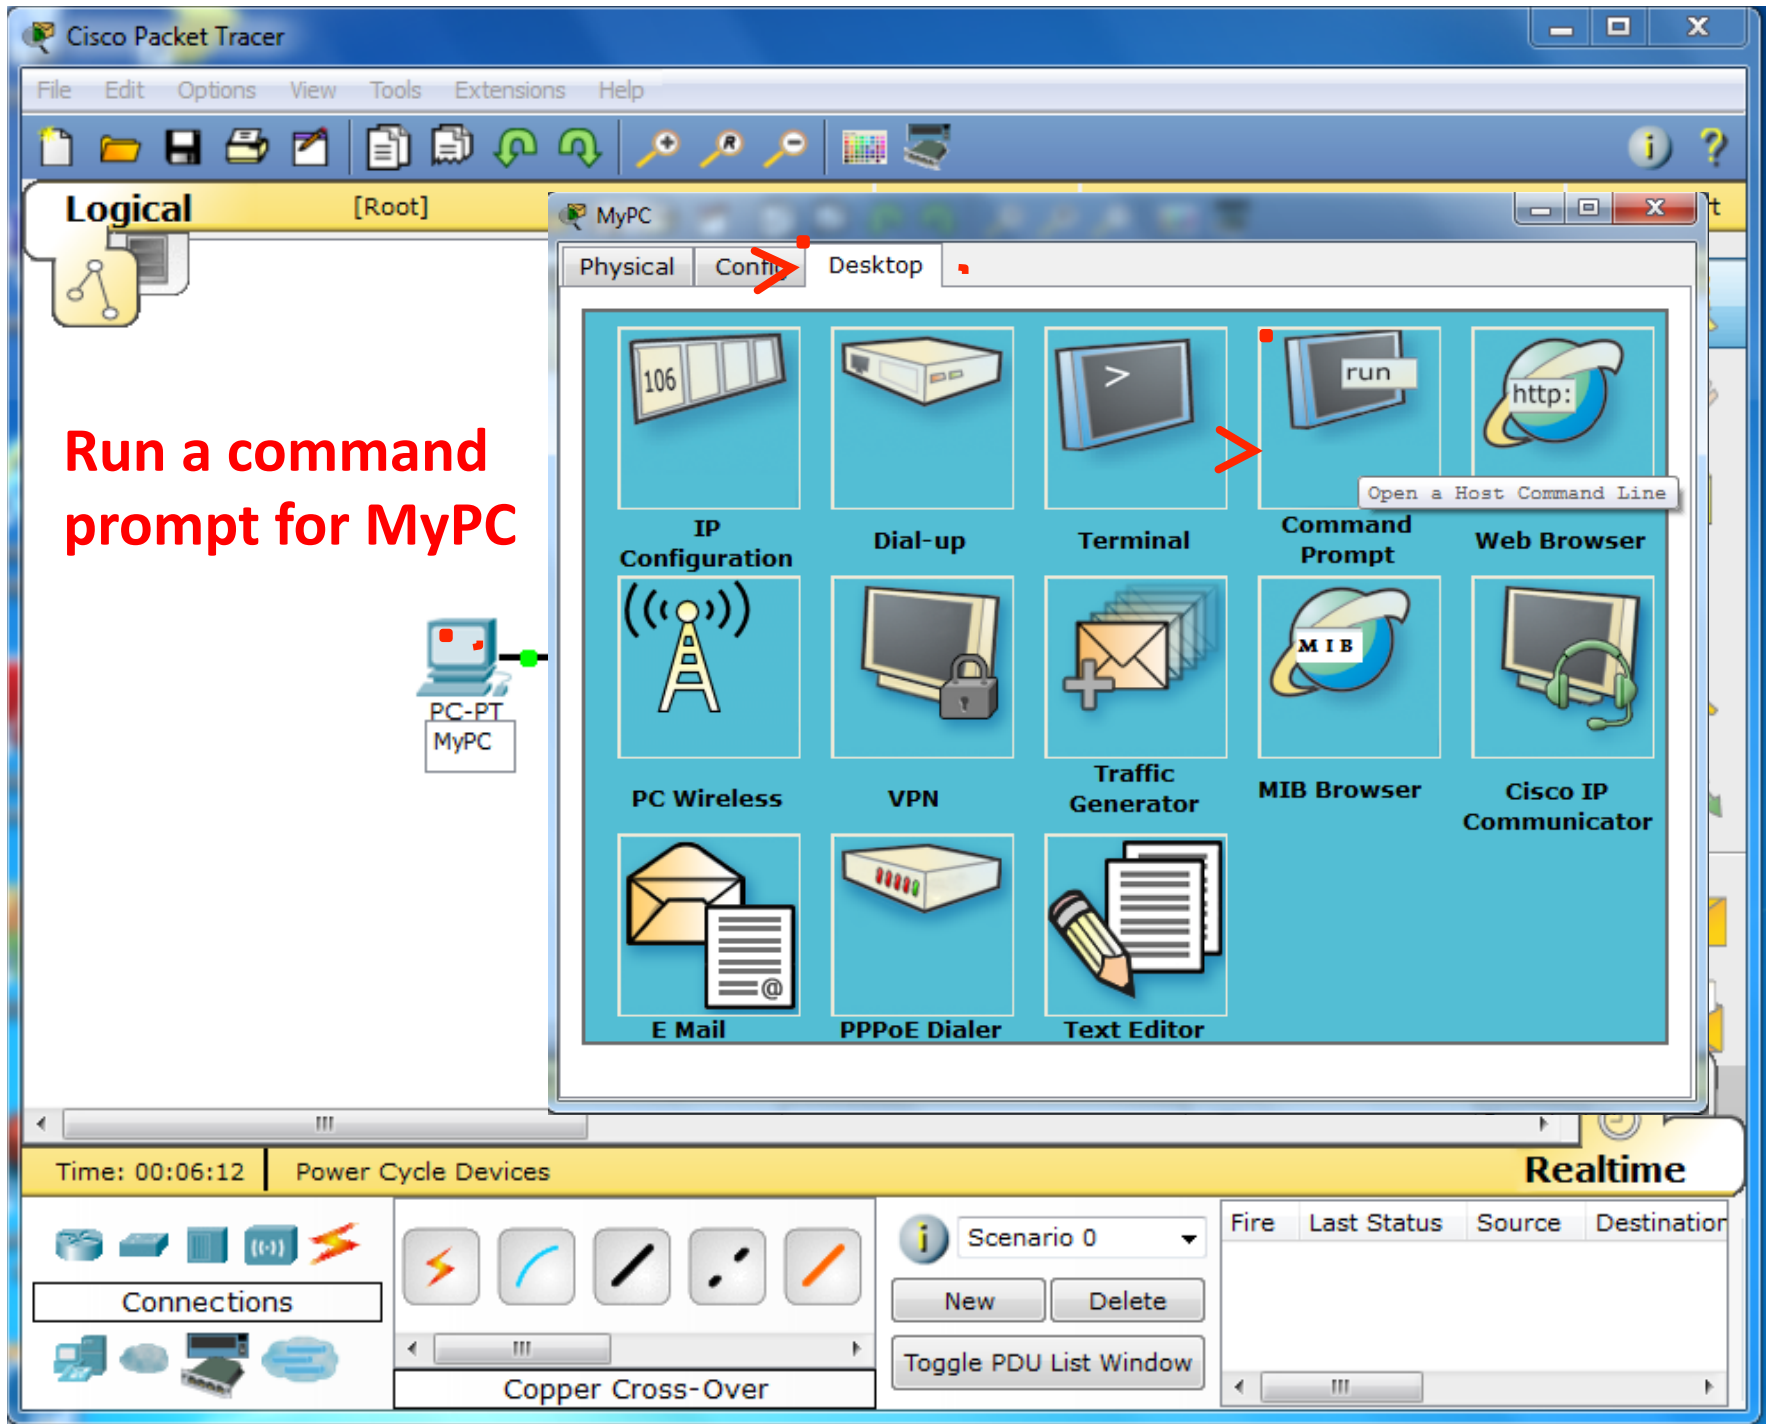 Cisco Packet Tracer
File Edit Options View Tools Extensions Help
R
i ?
Logical [Root]
MyPC
Physical Config Desktop
106
>
run
http:
Open a Host Command Line
IP Configuration
Dial-up
Terminal
Command Prompt
Web Browser
Run a command
prompt for MyPC
MIB
PC-PT
MyPC
PC Wireless
VPN
Traffic Generator
MIB Browser
Cisco IP Communicator
@
E Mail
PPPoE Dialer
Text Editor
Time: 00:06:12 Power Cycle Devices
Realtime
Connections
Copper Cross-Over
i Scenario 0
New Delete
Toggle PDU List Window
Fire Last Status Source Destination